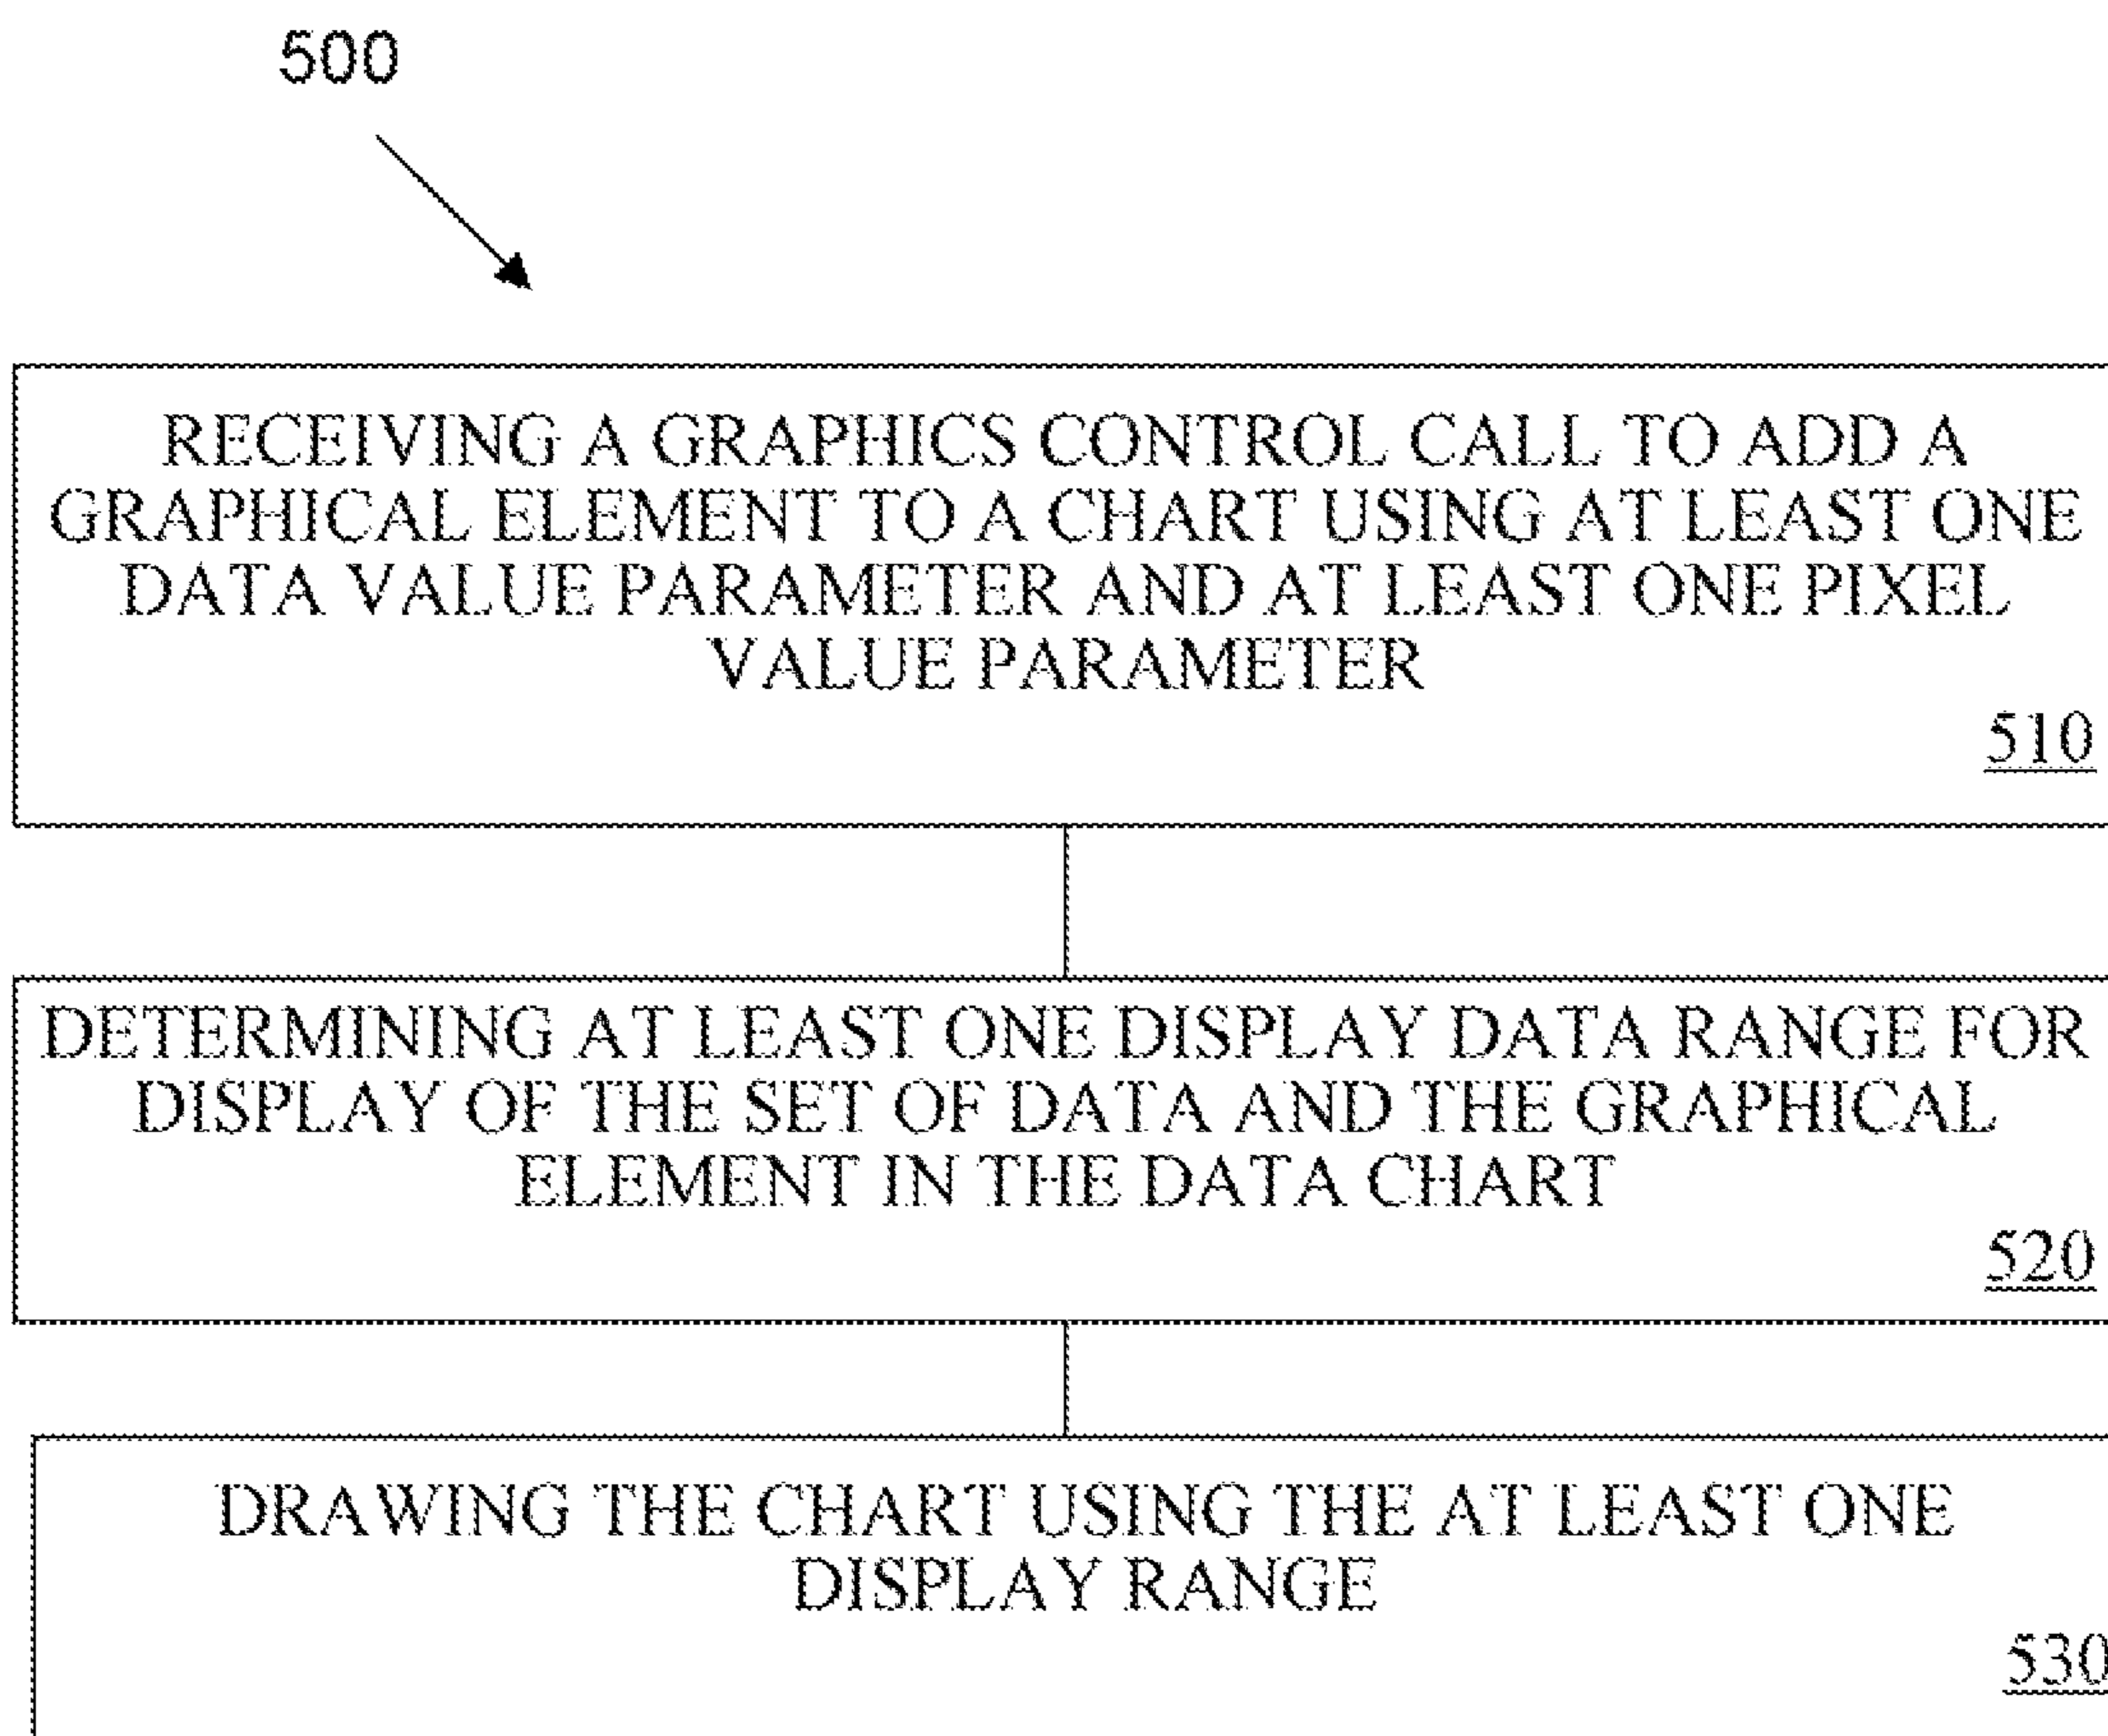 500
RECEIVING A GRAPHICS CONTROL CALL TO ADD A
GRAPHICAL ELEMENT TO A CHART USING AT LEAST ONE
DATA VALUE PARAMETER AND AT LEAST ONE PIXEL
VALUE PARAMETER
510
DETERMINING AT LEAST ONE DISPLAY DATA RANGE FOR
DISPLAY OF THE SET OF DATA AND THE GRAPHICAL
ELEMENT IN THE DATA CHART
520
DRAWING THE CHART USING THE AT LEAST ONE
DISPLAY RANGE
530